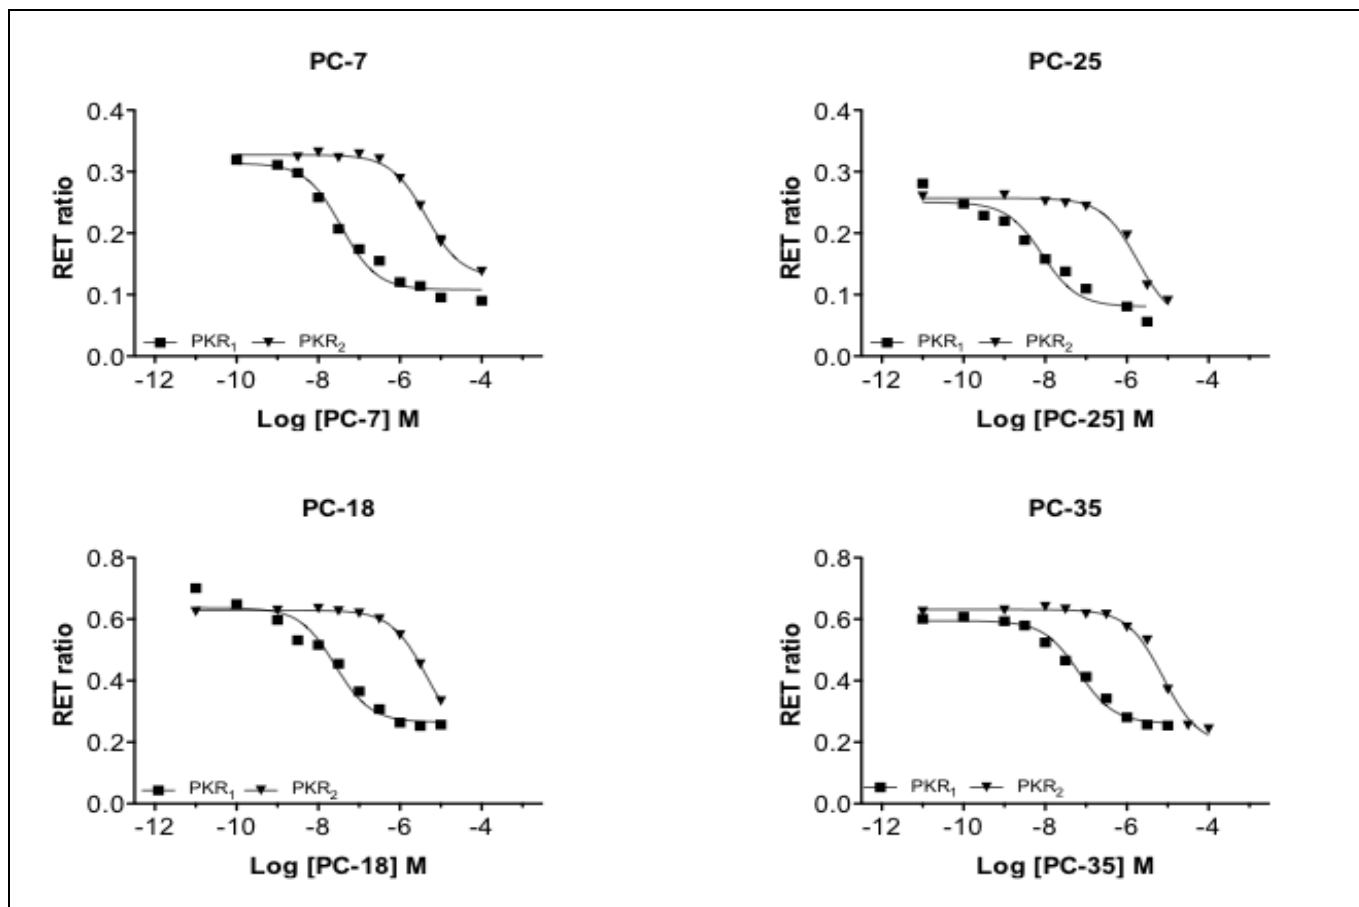 PC-7
0.4
0.3
0.2
0.1
0.0
RET ratio
PKR₁ PKR₂
-12 -10 -8 -6 -4
Log [PC-7] M
PC-25
0.4
0.3
0.2
0.1
0.0
RET ratio
PKR₁ PKR₂
-12 -10 -8 -6 -4
Log [PC-25] M
PC-18
0.8
0.6
0.4
0.2
0.0
RET ratio
PKR₁ PKR₂
-12 -10 -8 -6 -4
Log [PC-18] M
PC-35
0.8
0.6
0.4
0.2
0.0
RET ratio
PKR₁ PKR₂
-12 -10 -8 -6 -4
Log [PC-35] M